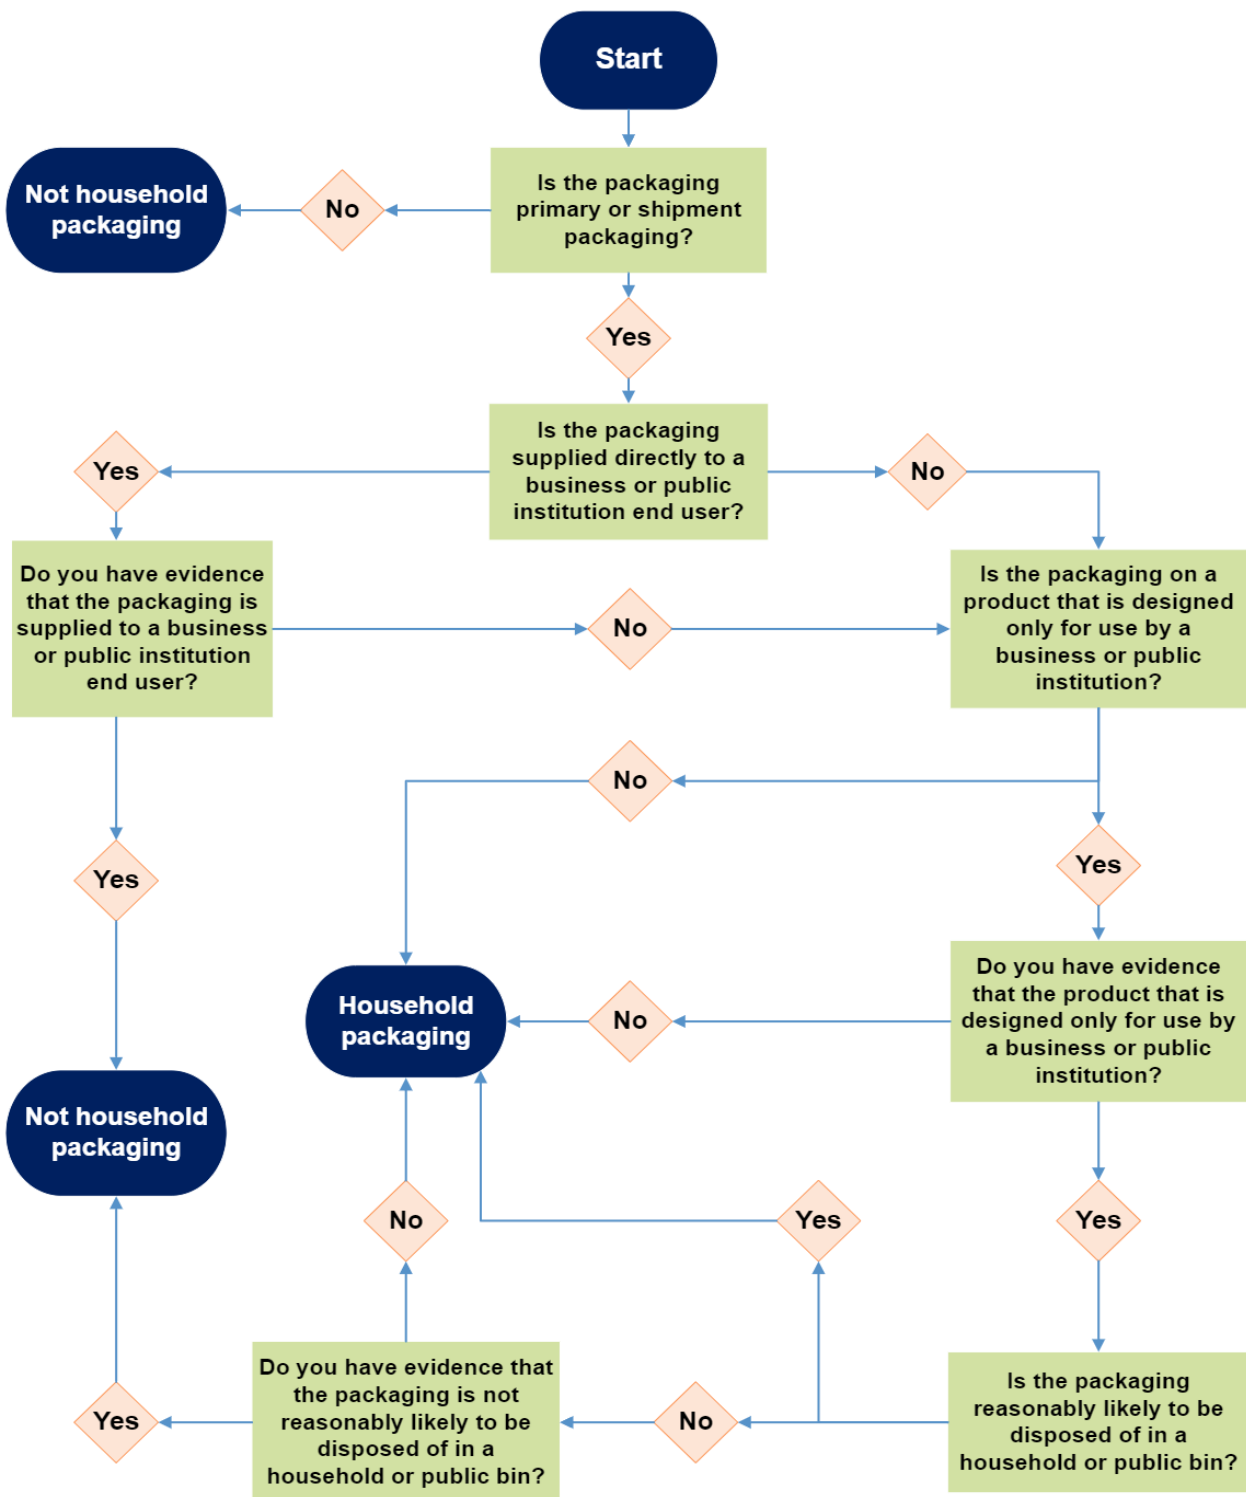 Start
Not household
packaging
No
Is the packaging
primary or shipment
packaging?
Yes
Is the packaging
supplied directly to a
business or public
institution end user?
Yes
No
Do you have evidence
that the packaging is
supplied to a business
or public institution
end user?
No
Is the packaging on a
product that is designed
only for use by a
business or public
institution?
No
Yes
Yes
Household
packaging
No
Do you have evidence
that the product that is
designed only for use by
a business or public
institution?
Not household
packaging
No
Yes
Yes
Do you have evidence that
the packaging is not
reasonably likely to be
disposed of in a
household or public bin?
Yes
No
Is the packaging
reasonably likely to be
disposed of in a
household or public bin?